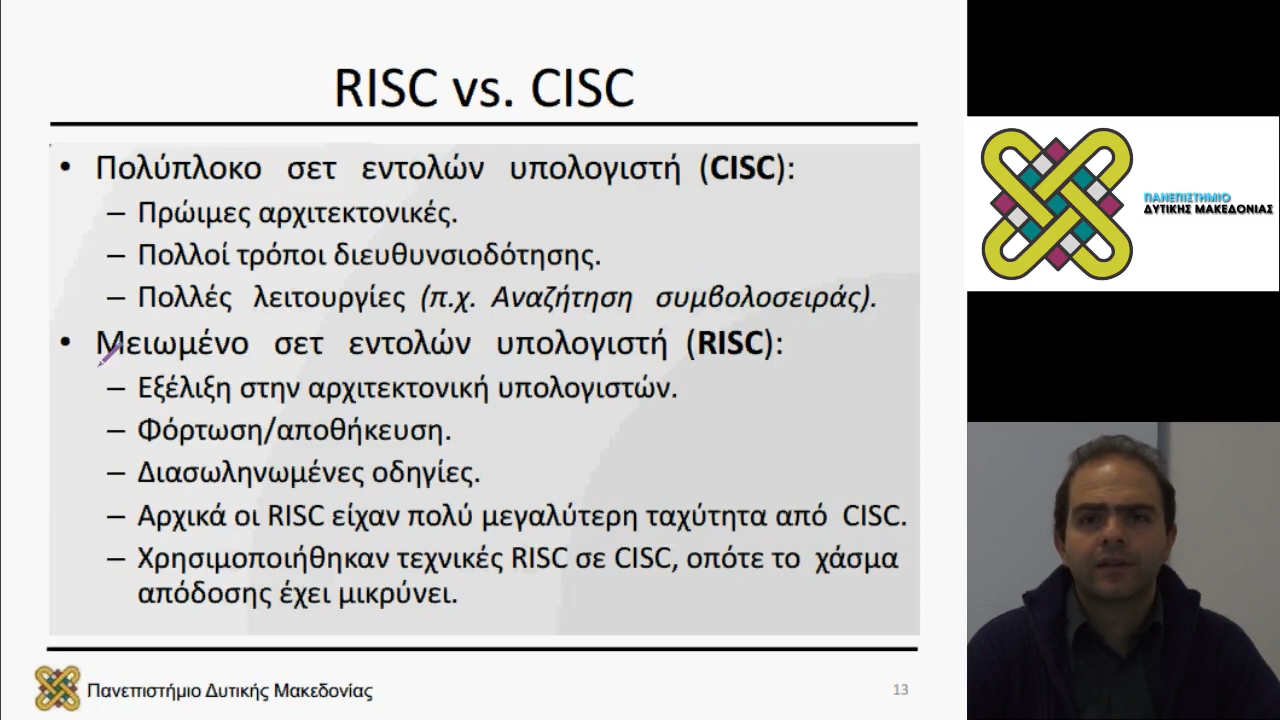 RISC vs. CISC
• Πολύπλοκο σετ εντολών υπολογιστή (CISC):
– Πρώιμες αρχιτεκτονικές.
– Πολλοί τρόποι διευθυνσιοδότησης.
– Πολλές λειτουργίες (π.χ. Αναζήτηση συμβολοσειράς).
• Μειωμένο σετ εντολών υπολογιστή (RISC):
– Εξέλιξη στην αρχιτεκτονική υπολογιστών.
– Φόρτωση/αποθήκευση.
– Διασωληνωμένες οδηγίες.
– Αρχικά οι RISC είχαν πολύ μεγαλύτερη ταχύτητα από CISC.
– Χρησιμοποιήθηκαν τεχνικές RISC σε CISC, οπότε το χάσμα
απόδοσης έχει μικρύνει.
Πανεπιστήμιο Δυτικής Μακεδονίας
13
ΠΑΝΕΠΙΣΤΗΜΙΟ
ΔΥΤΙΚΗΣ ΜΑΚΕΔΟΝΙΑΣ